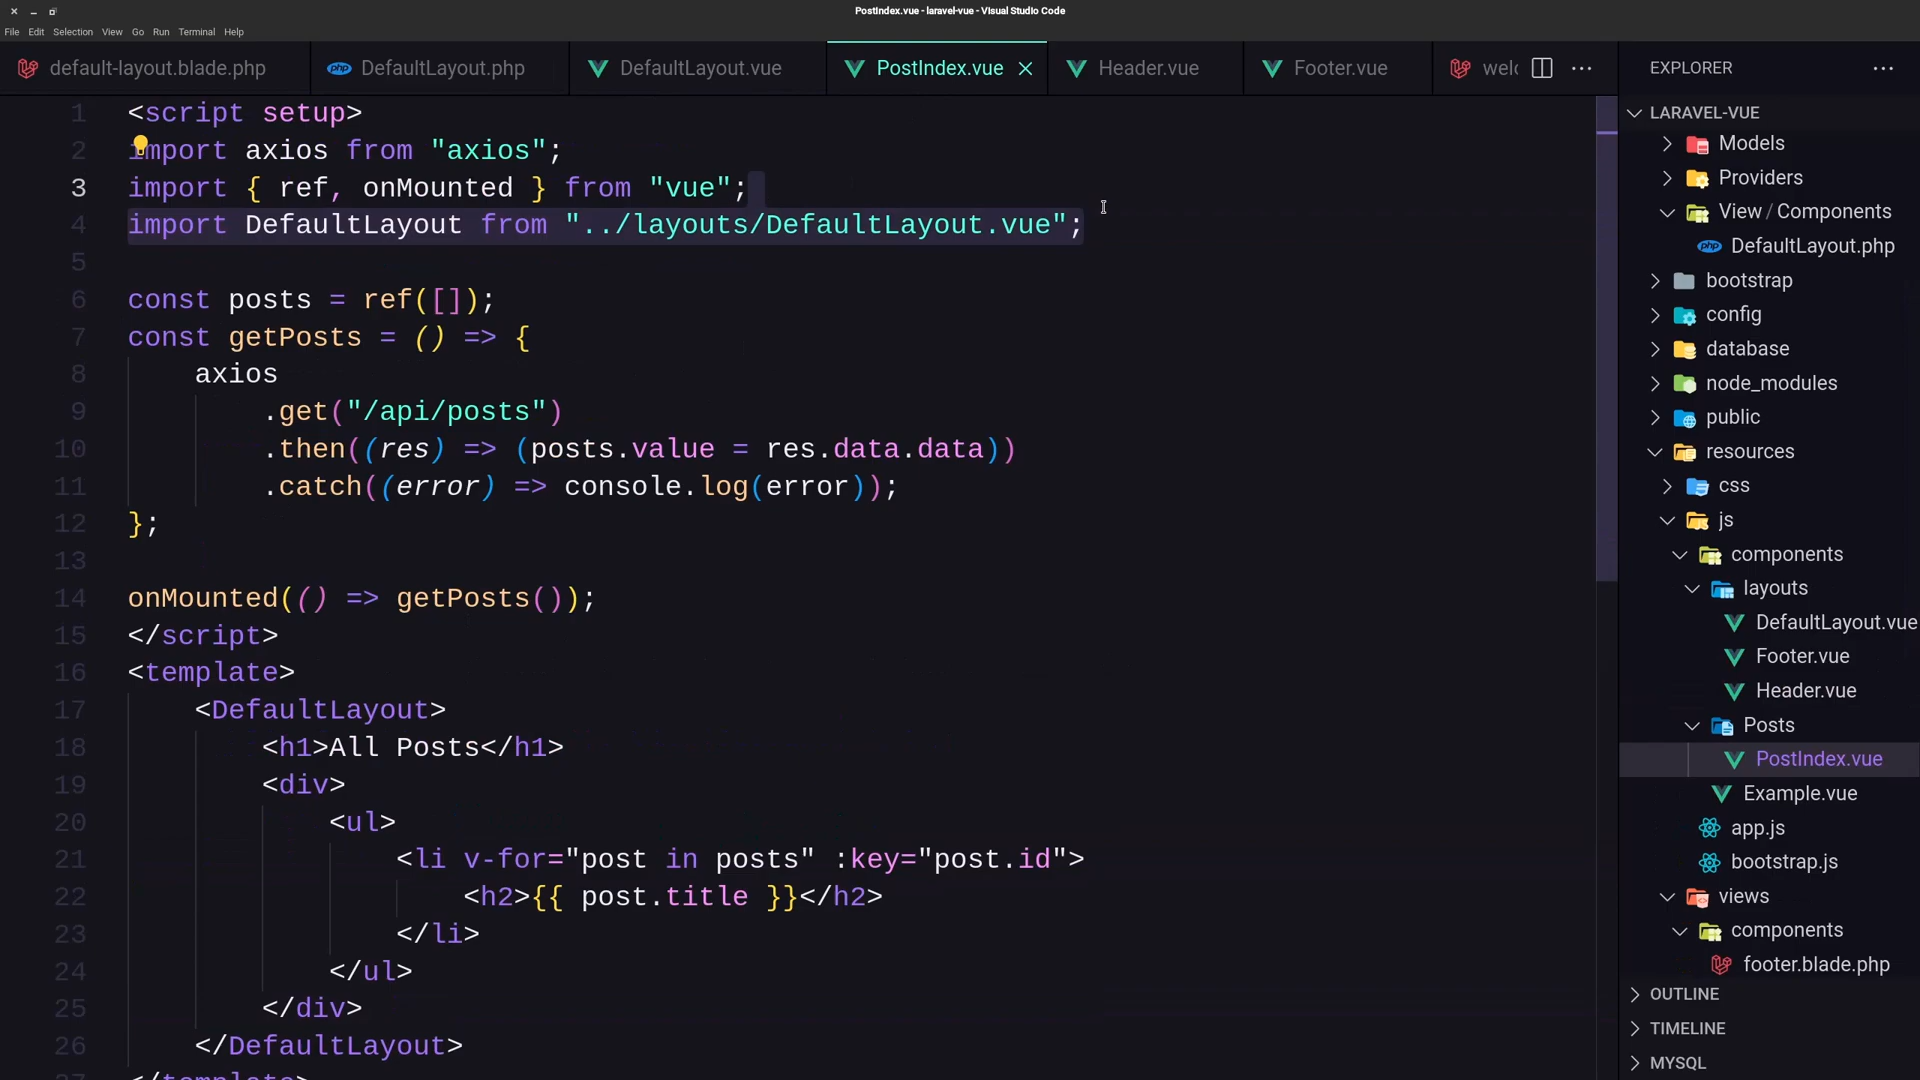 PostIndex.vue - laravel-vue - Visual Studio Code
File Edit Selection View Go Run Terminal Help
default-layout.blade.php DefaultLayout.php DefaultLayout.vue PostIndex.vue Header.vue Footer.vue welc
1 <script setup>
2 import axios from "axios";
3 import { ref, onMounted } from "vue";
4 import DefaultLayout from "../layouts/DefaultLayout.vue";
5
6 const posts = ref([]);
7 const getPosts = () => {
8 axios
9 .get("/api/posts")
10 .then((res) => (posts.value = res.data.data))
11 .catch((error) => console.log(error));
12 };
13
14 onMounted(() => getPosts());
15 </script>
16 <template>
17 <DefaultLayout>
18 <h1>All Posts</h1>
19 <div>
20 <ul>
21 <li v-for="post in posts" :key="post.id">
22 <h2>{{ post.title }}</h2>
23 </li>
24 </ul>
25 </div>
26 </DefaultLayout>
27 </template>
EXPLORER
LARAVEL-VUE
Models
Providers
View / Components
DefaultLayout.php
bootstrap
config
database
node_modules
public
resources
css
js
components
layouts
DefaultLayout.vue
Footer.vue
Header.vue
Posts
PostIndex.vue
Example.vue
app.js
bootstrap.js
views
components
footer.blade.php
OUTLINE
TIMELINE
MYSQL